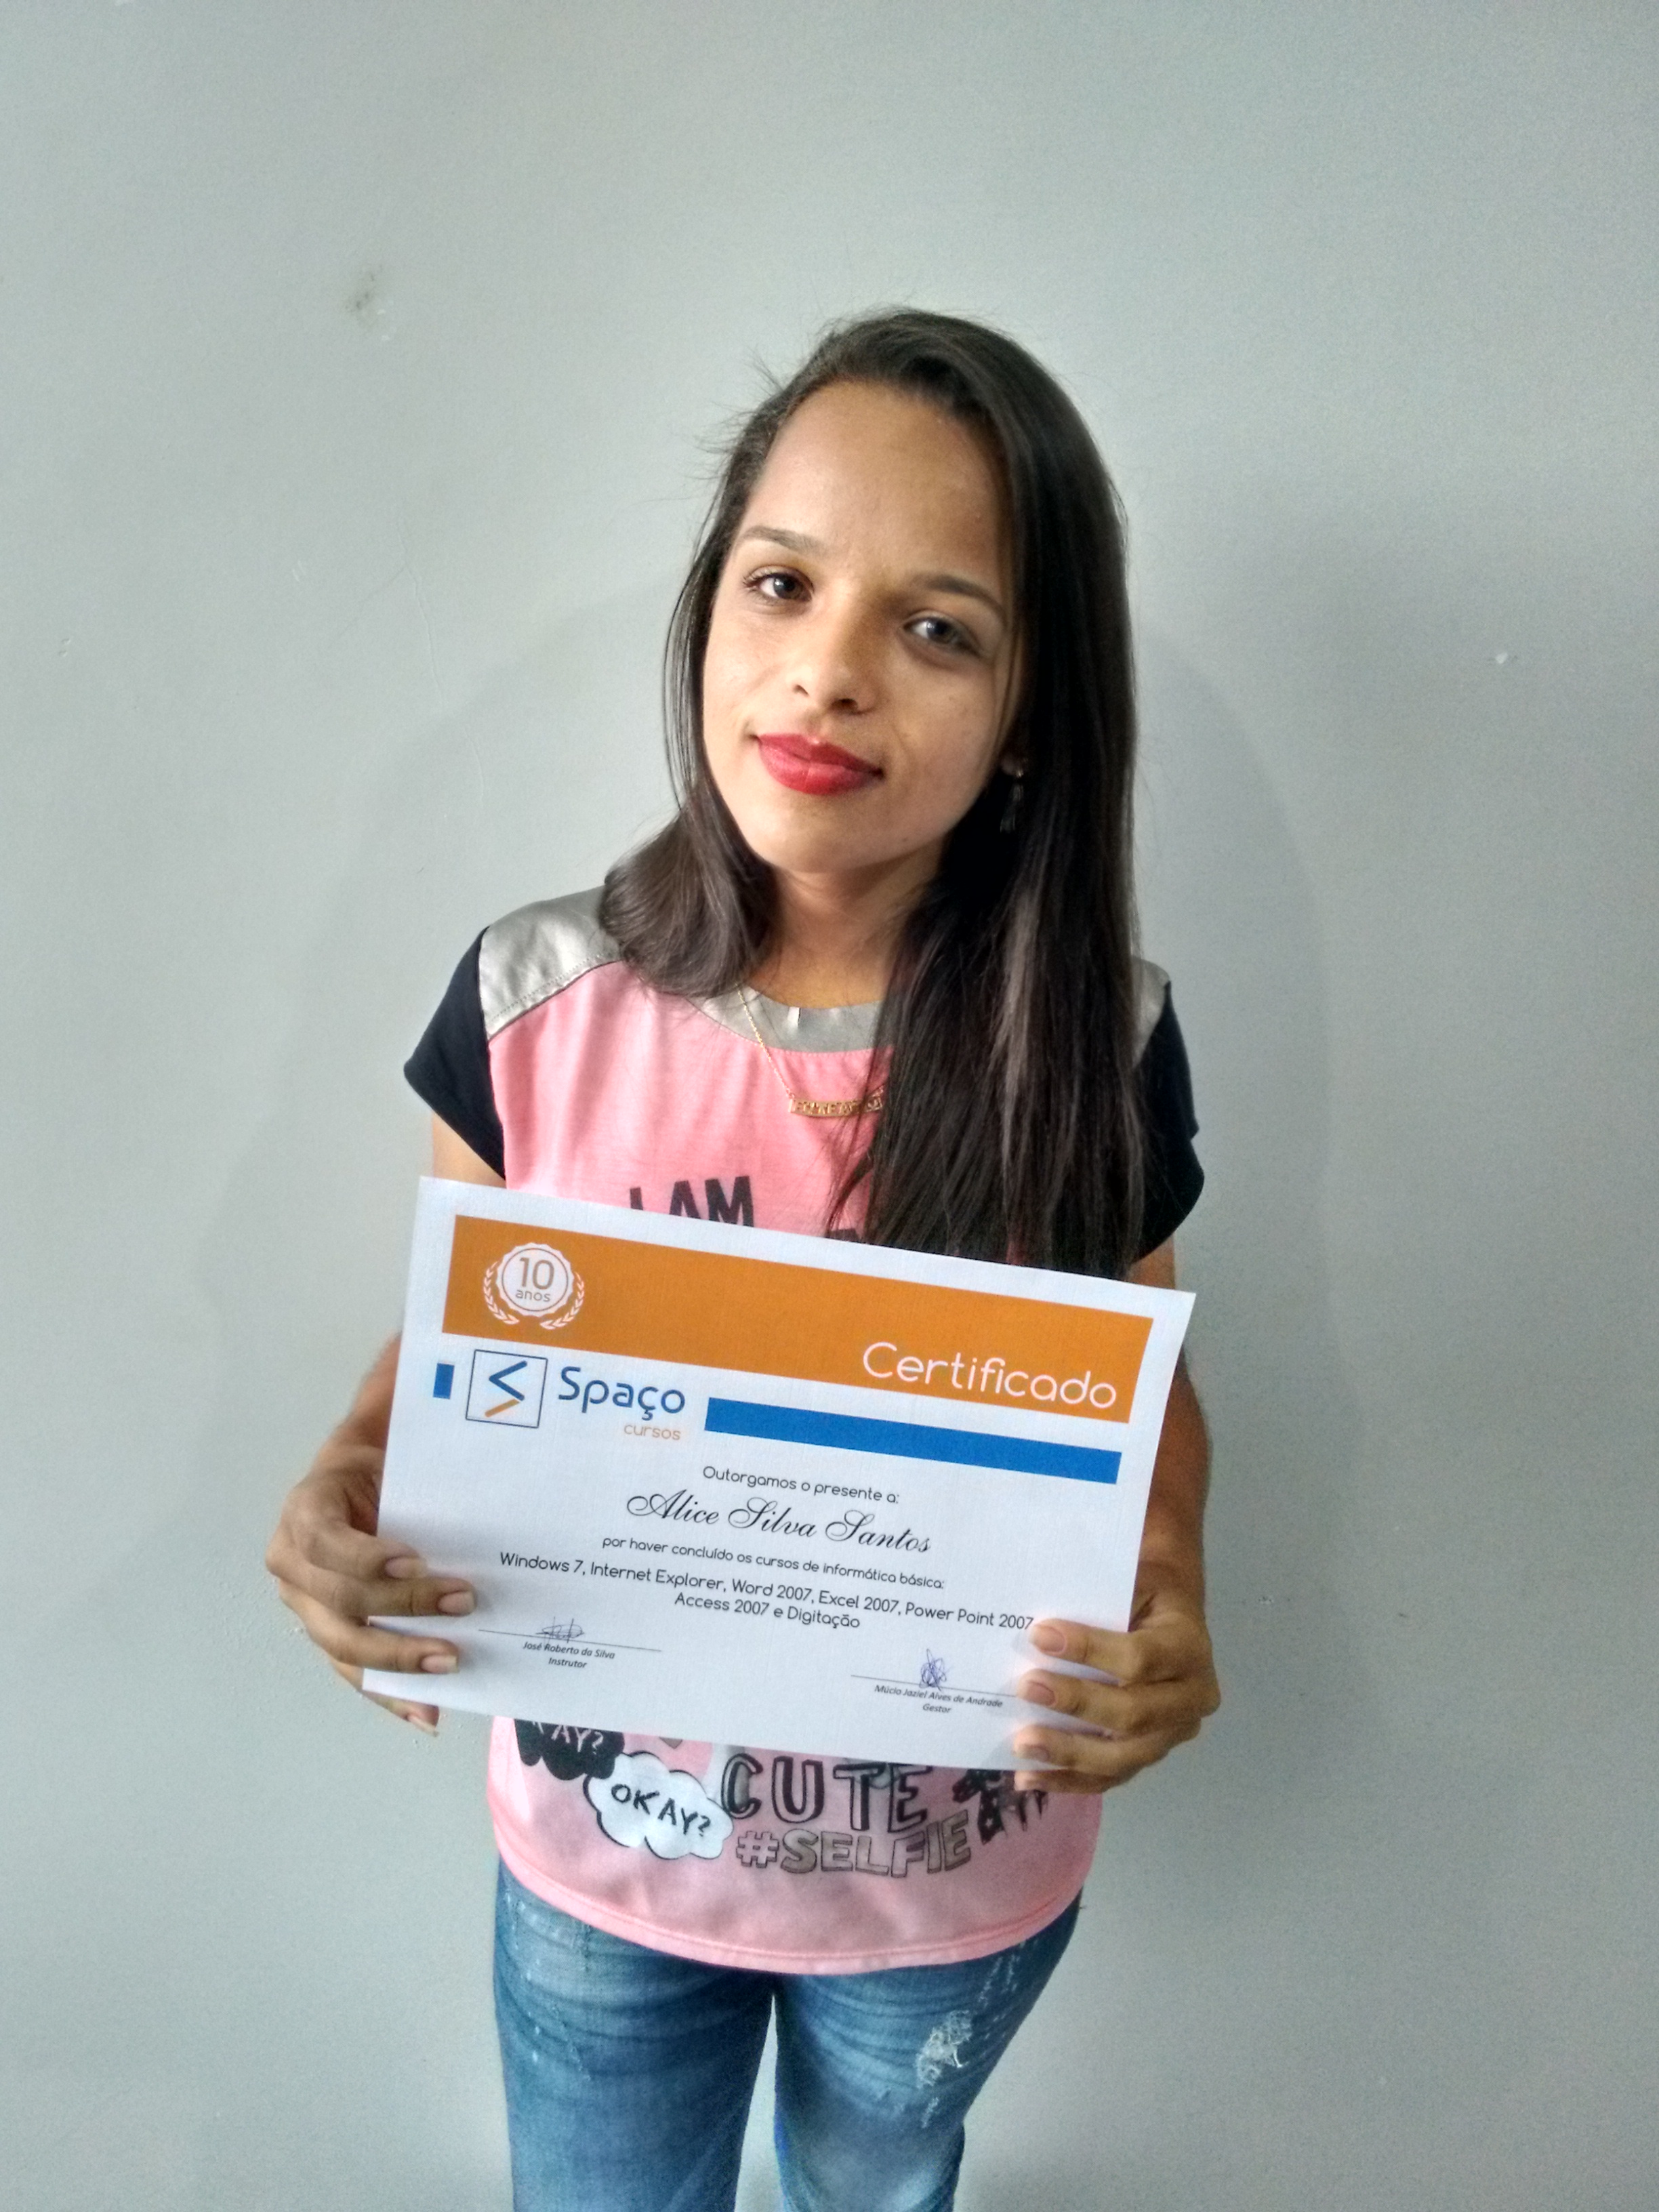 I AM
10
anos
Certificado
Spaço
cursos
Outorgamos o presente a:
Alice Silva Santos
por haver concluído os cursos de informática básica:
Windows 7, Internet Explorer, Word 2007, Excel 2007, Power Point 2007
Access 2007 e Digitação
José Roberto da Silva
Instrutor
Múcio Jaziel Alves de Andrade
Gestor
AY?
OKAY?
CUTE
#SELFIE